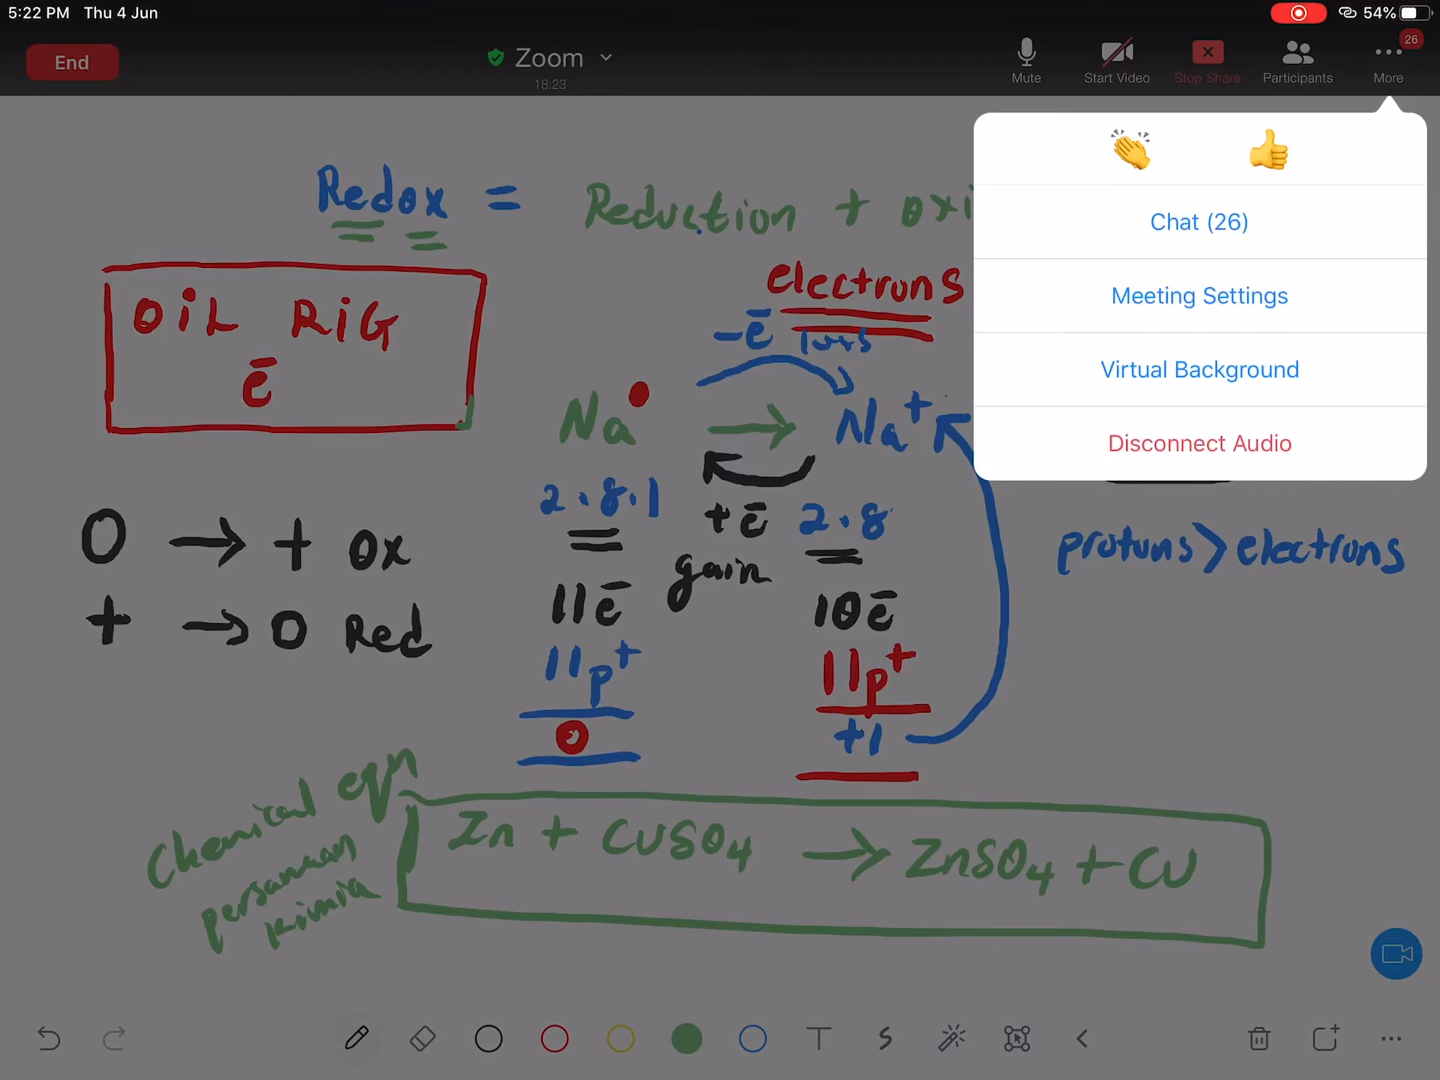 5:22 PM Thu 4 Jun
54%
End
Zoom
18:23
Mute
Start Video
Stop Share
Participants
26
More
Chat (26)
Meeting Settings
Virtual Background
Disconnect Audio
Redox = Reduction + oxi
OiL RiG
ē
electrons
-ē loss
Na → Na⁺
2.8.1
+ē
2.8
gain
11ē
10ē
11p⁺
11p⁺
0
+1
0 → + ox
+ → 0 Red
protons > electrons
Chemical eqn
persamaan
kimia
Zn + CuSO₄ → ZnSO₄ + Cu
T